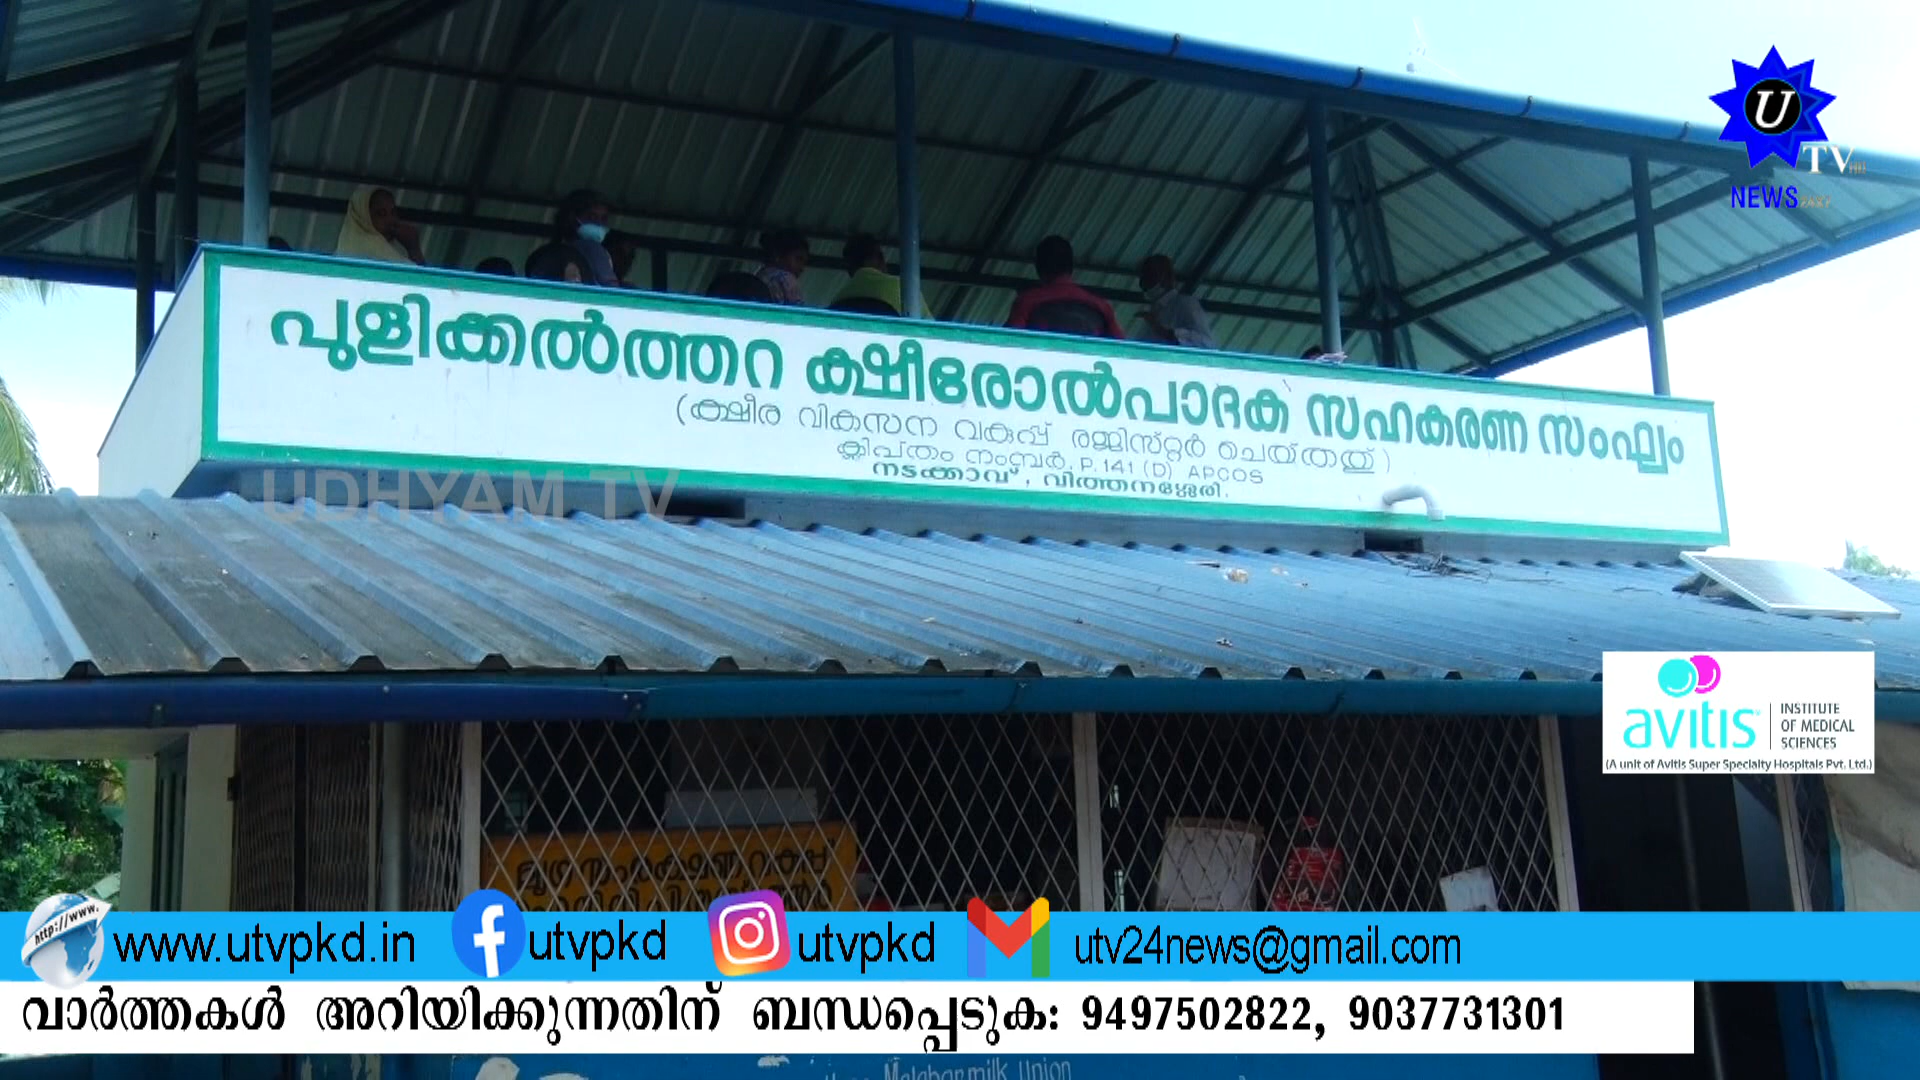 U
TV
NEWS 24X7
പുളിക്കൽത്തറ ക്ഷീരോൽപാദക സഹകരണ സംഘം
(ക്ഷീര വികസന വകുപ്പ് രജിസ്റ്റർ ചെയ്തത്)
ക്ലിപ്തം നംമ്പർ. P. 141 (D) APCOS
നടക്കാവ്, വിത്തനശ്ശേരി.
UDHYAM TV
avitis
INSTITUTE
OF MEDICAL
SCIENCES
(A unit of Avitis Super Specialty Hospitals Pvt. Ltd.)
http://www.
www.utvpkd.in utvpkd utvpkd utv24news@gmail.com
വാർത്തകൾ അറിയിക്കുന്നതിന് ബന്ധപ്പെടുക: 9497502822, 9037731301
Malabar milk Union